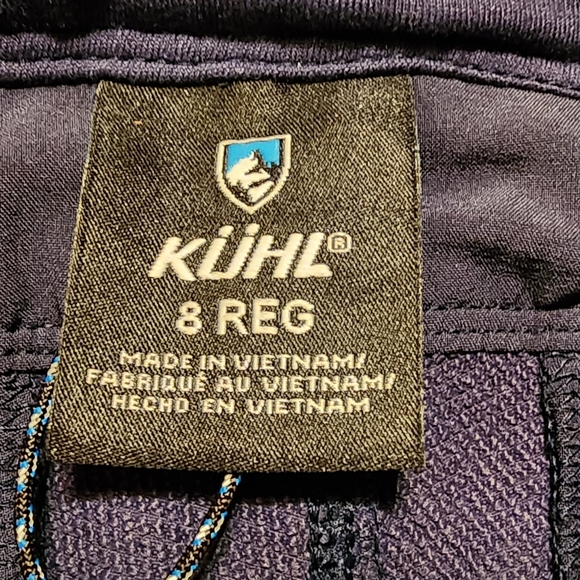 KÜHL®
8 REG
MADE IN VIETNAM/
FABRIQUÉ AU VIETNAM/
HECHO EN VIETNAM